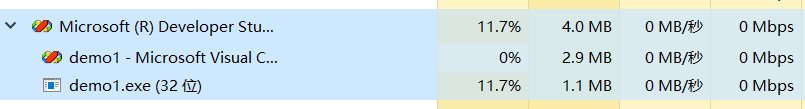 Microsoft (R) Developer Stu... 11.7% 4.0 MB 0 MB/秒 0 Mbps
demo1 - Microsoft Visual C... 0% 2.9 MB 0 MB/秒 0 Mbps
demo1.exe (32 位) 11.7% 1.1 MB 0 MB/秒 0 Mbps